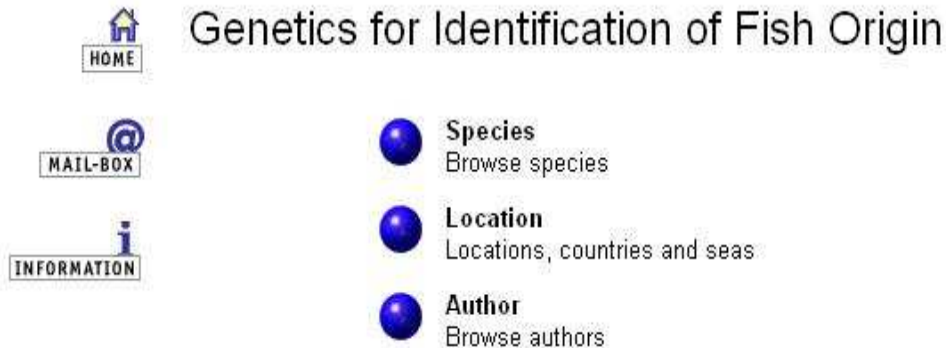 Genetics for Identification of Fish Origin
HOME
@
MAIL-BOX
i
INFORMATION
Species
Browse species
Location
Locations, countries and seas
Author
Browse authors